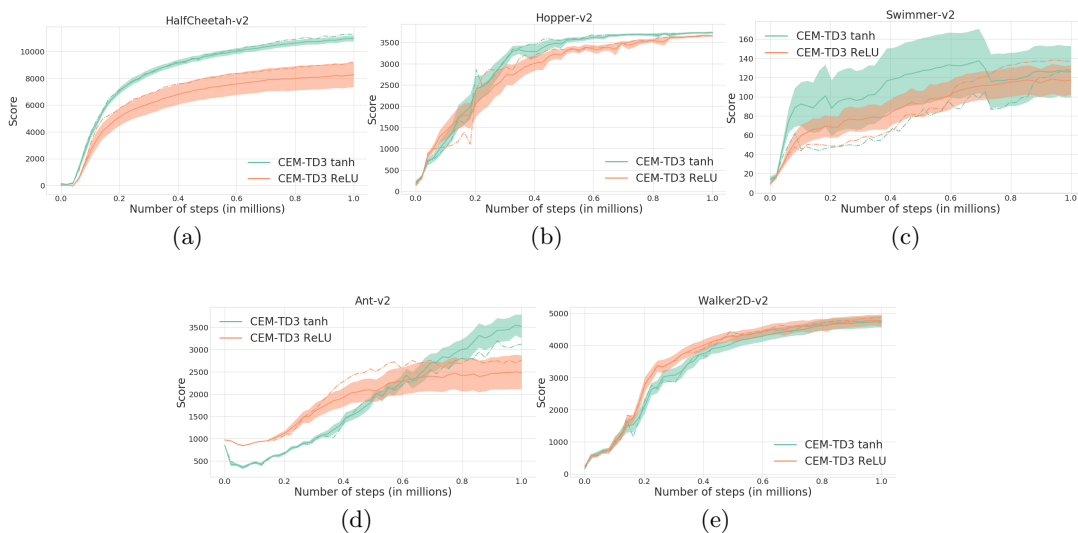 HalfCheetah-v2
10000
8000
6000
4000
2000
0
Score
CEM-TD3 tanh
CEM-TD3 ReLU
0.0 0.2 0.4 0.6 0.8 1.0
Number of steps (in millions)
(a)
Hopper-v2
3500
3000
2500
2000
1500
1000
500
0
Score
CEM-TD3 tanh
CEM-TD3 ReLU
0.0 0.2 0.4 0.6 0.8 1.0
Number of steps (in millions)
(b)
Swimmer-v2
160
140
120
100
80
60
40
20
0
Score
CEM-TD3 tanh
CEM-TD3 ReLU
0.0 0.2 0.4 0.6 0.8 1.0
Number of steps (in millions)
(c)
Ant-v2
3500
3000
2500
2000
1500
1000
500
Score
CEM-TD3 tanh
CEM-TD3 ReLU
0.0 0.2 0.4 0.6 0.8 1.0
Number of steps (in millions)
(d)
Walker2D-v2
5000
4000
3000
2000
1000
0
Score
CEM-TD3 tanh
CEM-TD3 ReLU
0.0 0.2 0.4 0.6 0.8 1.0
Number of steps (in millions)
(e)